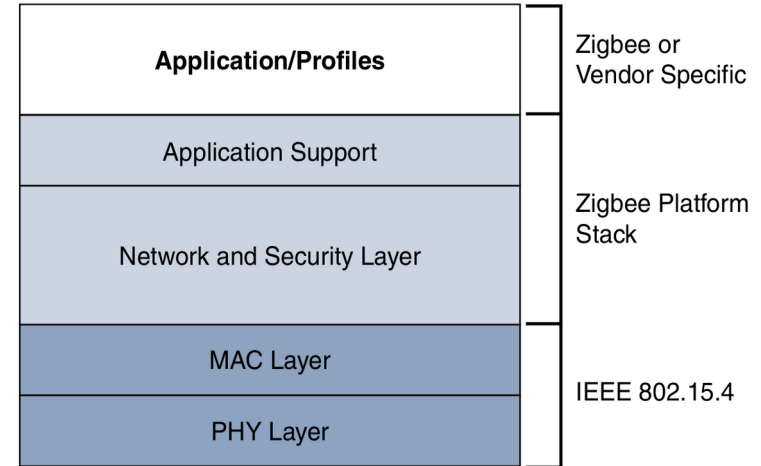 Application/Profiles
Zigbee or
Vendor Specific
Application Support
Zigbee Platform
Stack
Network and Security Layer
MAC Layer
IEEE 802.15.4
PHY Layer